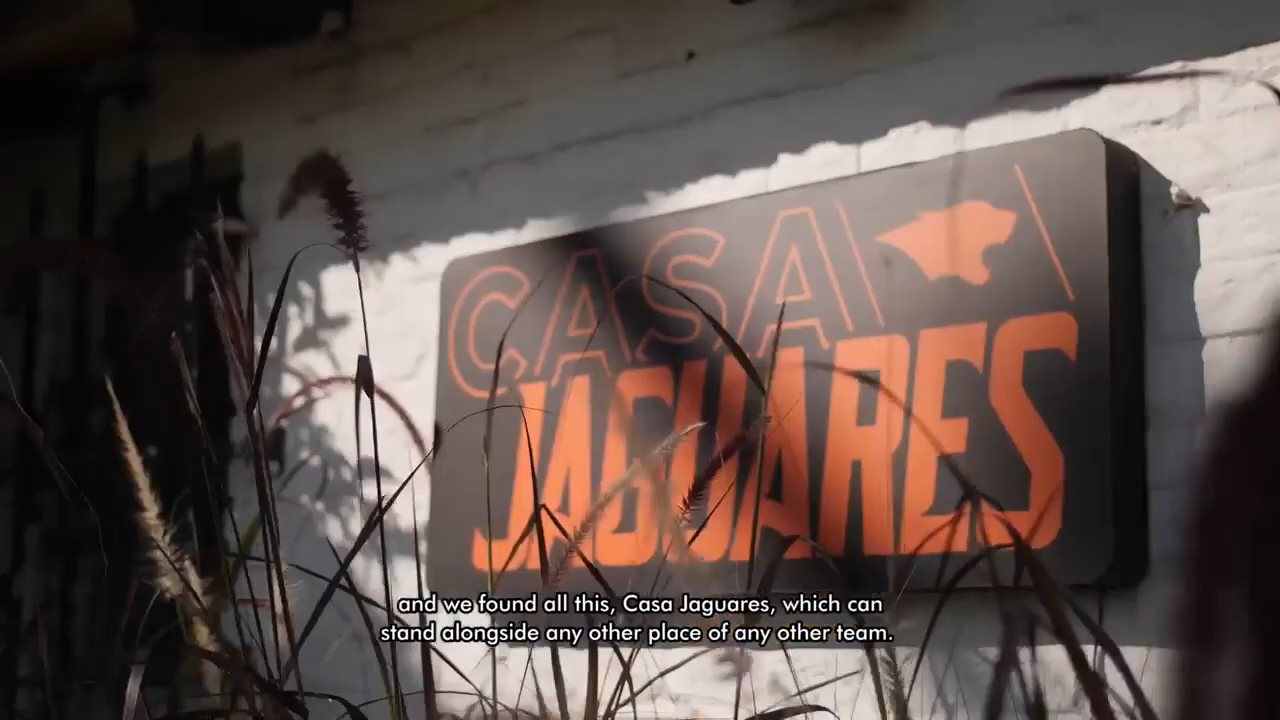 CASA
JAGUARES
and we found all this, Casa Jaguares, which can
stand alongside any other place of any other team.